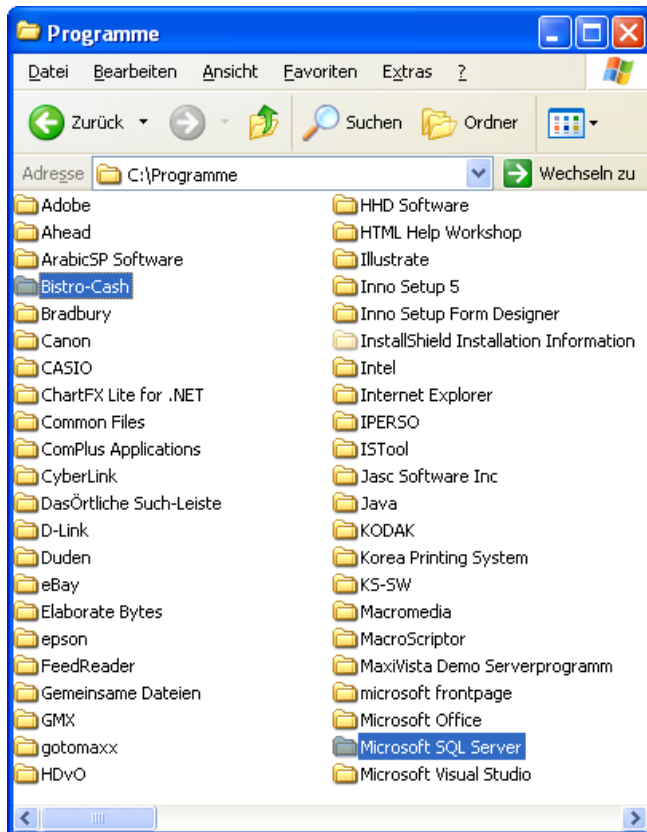 Programme
Datei Bearbeiten Ansicht Favoriten Extras ?
Zurück Suchen Ordner
Adresse C:\Programme Wechseln zu
Adobe
Ahead
ArabicSP Software
Bistro-Cash
Bradbury
Canon
CASIO
ChartFX Lite for .NET
Common Files
ComPlus Applications
CyberLink
DasÖrtliche Such-Leiste
D-Link
Duden
eBay
Elaborate Bytes
epson
FeedReader
Gemeinsame Dateien
GMX
gotomaxx
HDvO
HHD Software
HTML Help Workshop
Illustrate
Inno Setup 5
Inno Setup Form Designer
InstallShield Installation Information
Intel
Internet Explorer
IPERSO
ISTool
Jasc Software Inc
Java
KODAK
Korea Printing System
KS-SW
Macromedia
MacroScriptor
MaxiVista Demo Serverprogramm
microsoft frontpage
Microsoft Office
Microsoft SQL Server
Microsoft Visual Studio